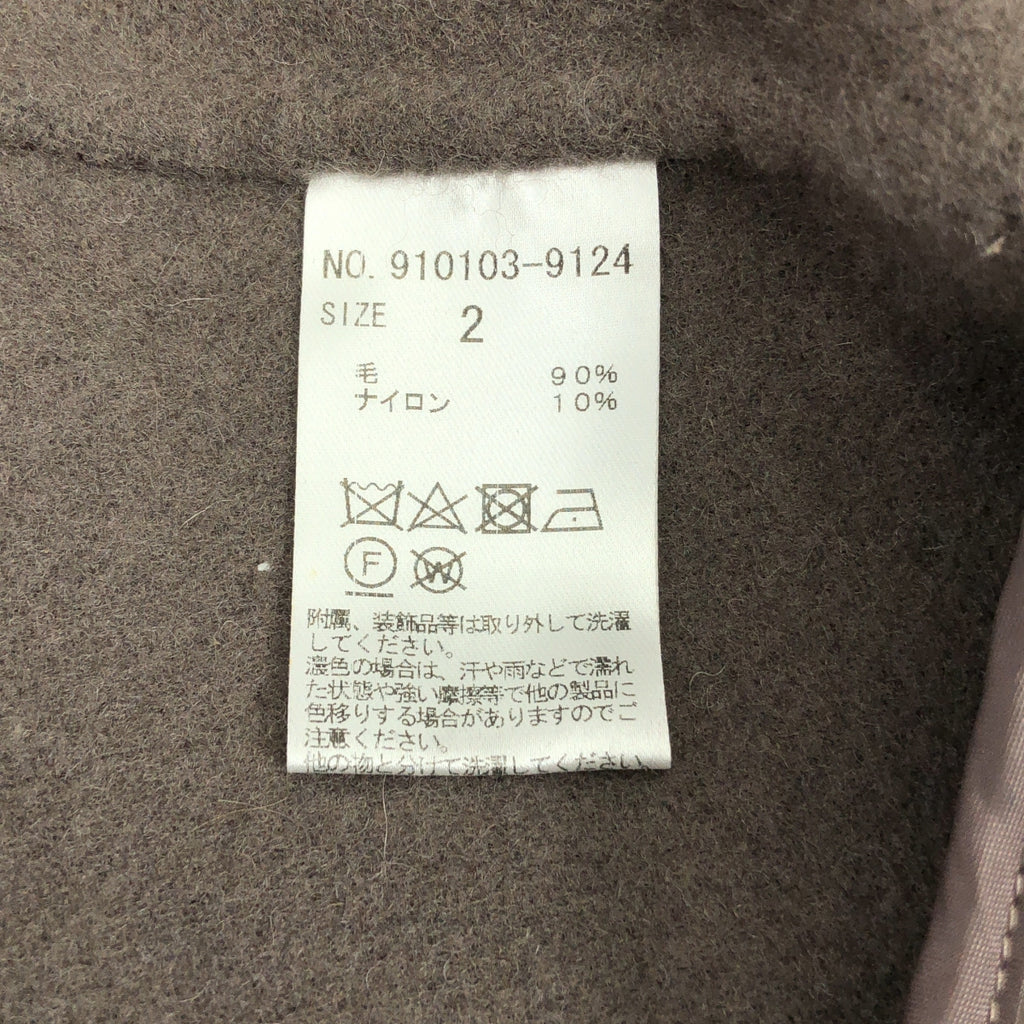 NO. 910103-9124
SIZE 2
毛 90%
ナイロン 10%
F W
附属、装飾品等は取り外して洗濯
してください。
濃色の場合は、汗や雨などで濡れ
た状態や強い摩擦等で他の製品に
色移りする場合がありますのでご
注意ください。
他の物と分けて洗濯してください